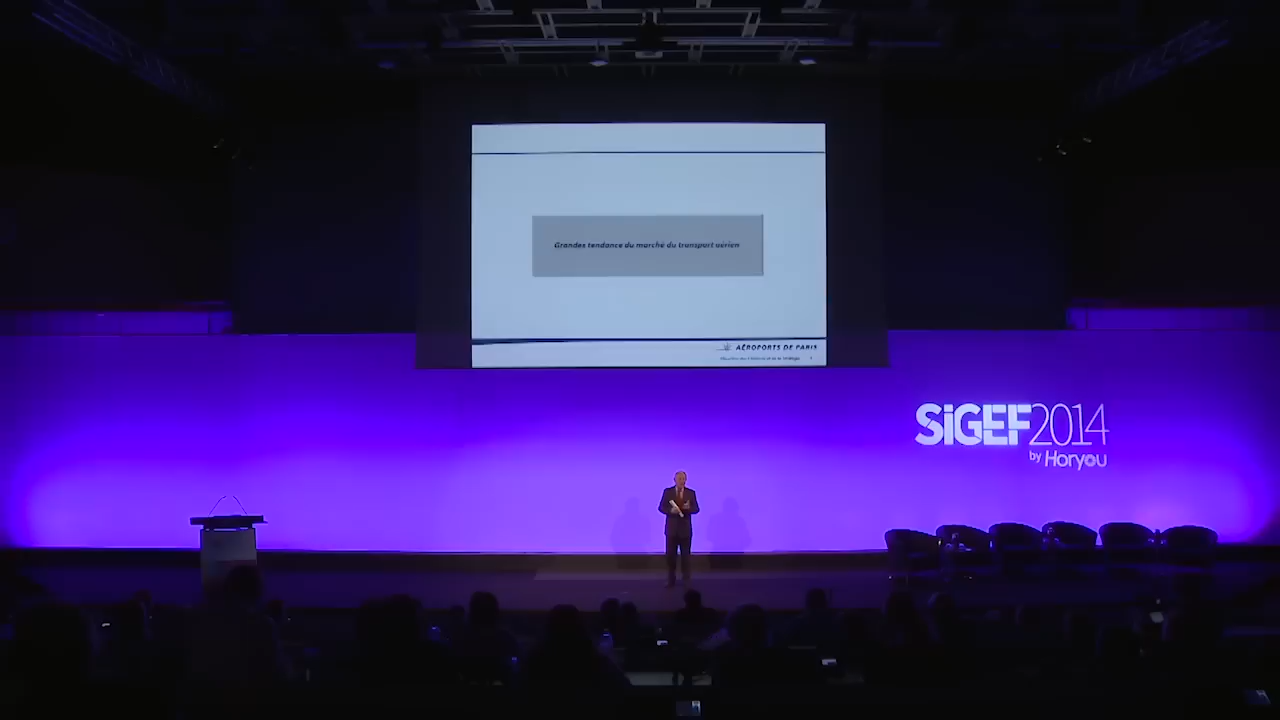 Grandes tendance du marché du transport aérien
AÉROPORTS DE PARIS
SiGEF2014
by Horyou